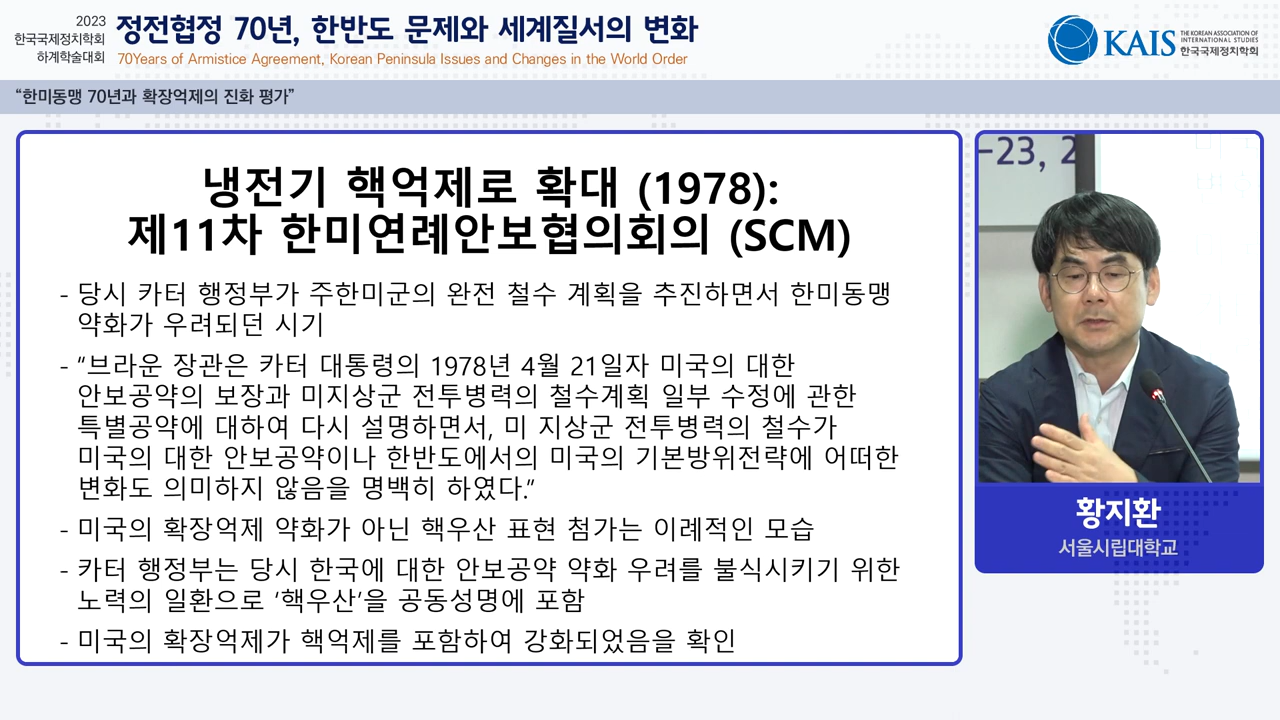 2023
한국국제정치학회
하계학술대회
정전협정 70년, 한반도 문제와 세계질서의 변화
70Years of Armistice Agreement, Korean Peninsula Issues and Changes in the World Order
KAIS
THE KOREAN ASSOCIATION OF
INTERNATIONAL STUDIES
한국국제정치학회
“한미동맹 70년과 확장억제의 진화 평가”
냉전기 핵억제로 확대 (1978):
제11차 한미연례안보협의회의 (SCM)
- 당시 카터 행정부가 주한미군의 완전 철수 계획을 추진하면서 한미동맹
약화가 우려되던 시기
- “브라운 장관은 카터 대통령의 1978년 4월 21일자 미국의 대한
안보공약의 보장과 미지상군 전투병력의 철수계획 일부 수정에 관한
특별공약에 대하여 다시 설명하면서, 미 지상군 전투병력의 철수가
미국의 대한 안보공약이나 한반도에서의 미국의 기본방위전략에 어떠한
변화도 의미하지 않음을 명백히 하였다.”
- 미국의 확장억제 약화가 아닌 핵우산 표현 첨가는 이례적인 모습
- 카터 행정부는 당시 한국에 대한 안보공약 약화 우려를 불식시키기 위한
노력의 일환으로 ‘핵우산’을 공동성명에 포함
- 미국의 확장억제가 핵억제를 포함하여 강화되었음을 확인
-23, 2
황지환
서울시립대학교